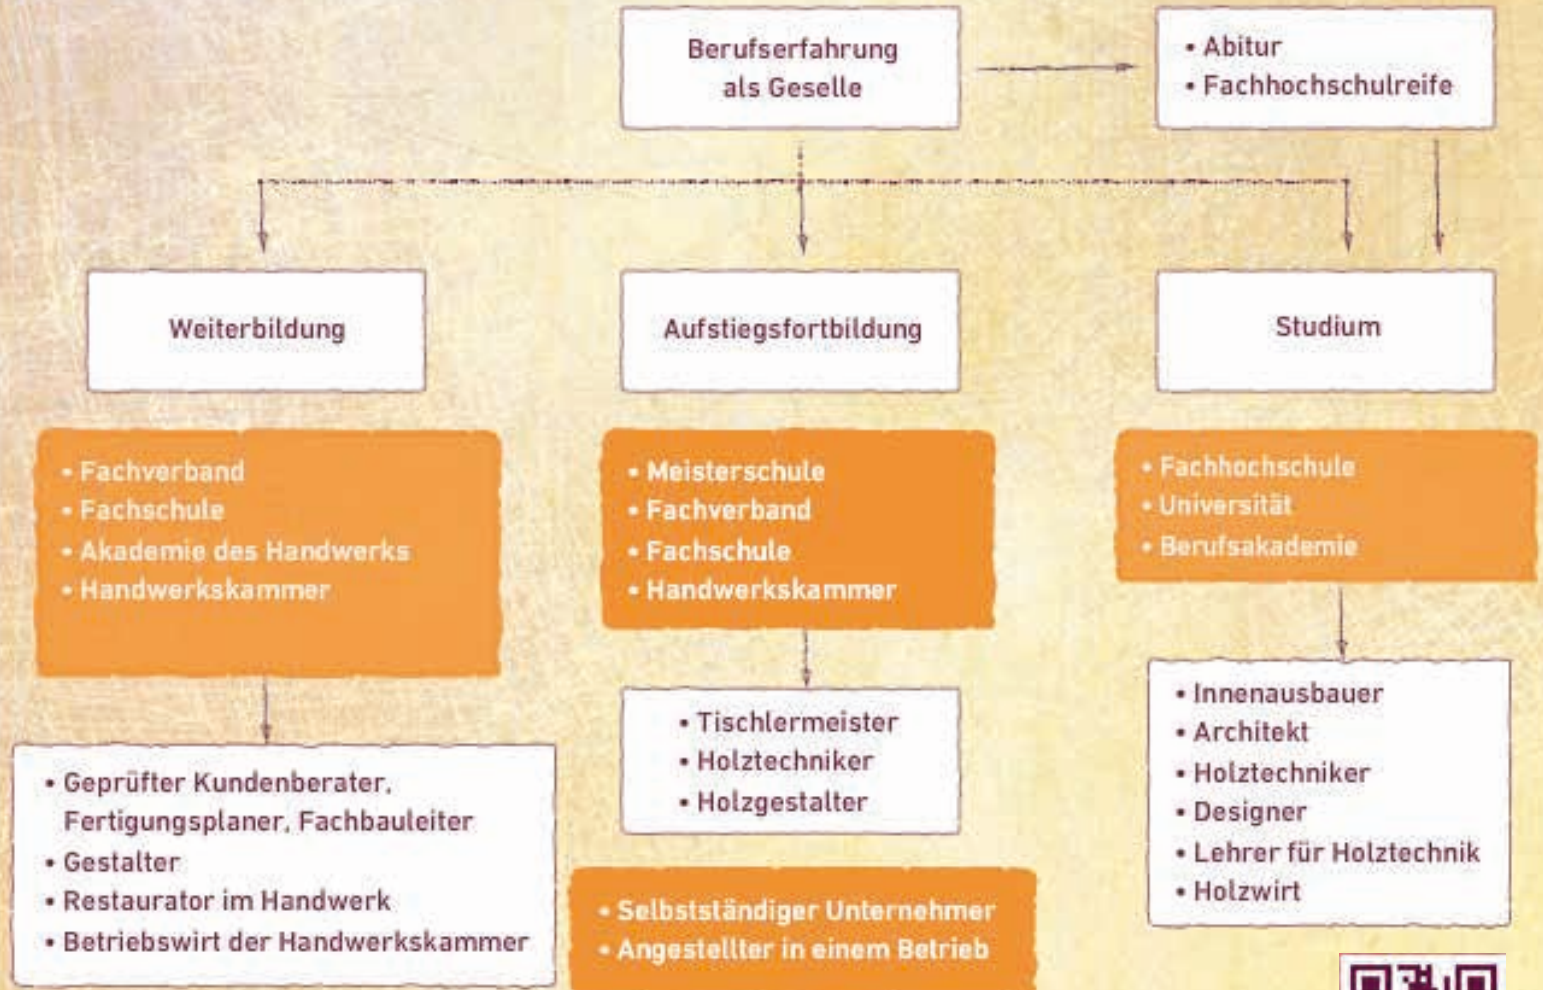 Berufserfahrung
als Geselle
• Abitur
• Fachhochschulreife
Weiterbildung
Aufstiegsfortbildung
Studium
• Fachverband
• Fachschule
• Akademie des Handwerks
• Handwerkskammer
• Meisterschule
• Fachverband
• Fachschule
• Handwerkskammer
• Fachhochschule
• Universität
• Berufsakademie
• Geprüfter Kundenberater,
Fertigungsplaner, Fachbauleiter
• Gestalter
• Restaurator im Handwerk
• Betriebswirt der Handwerkskammer
• Tischlermeister
• Holztechniker
• Holzgestalter
• Selbstständiger Unternehmer
• Angestellter in einem Betrieb
• Innenausbauer
• Architekt
• Holztechniker
• Designer
• Lehrer für Holztechnik
• Holzwirt